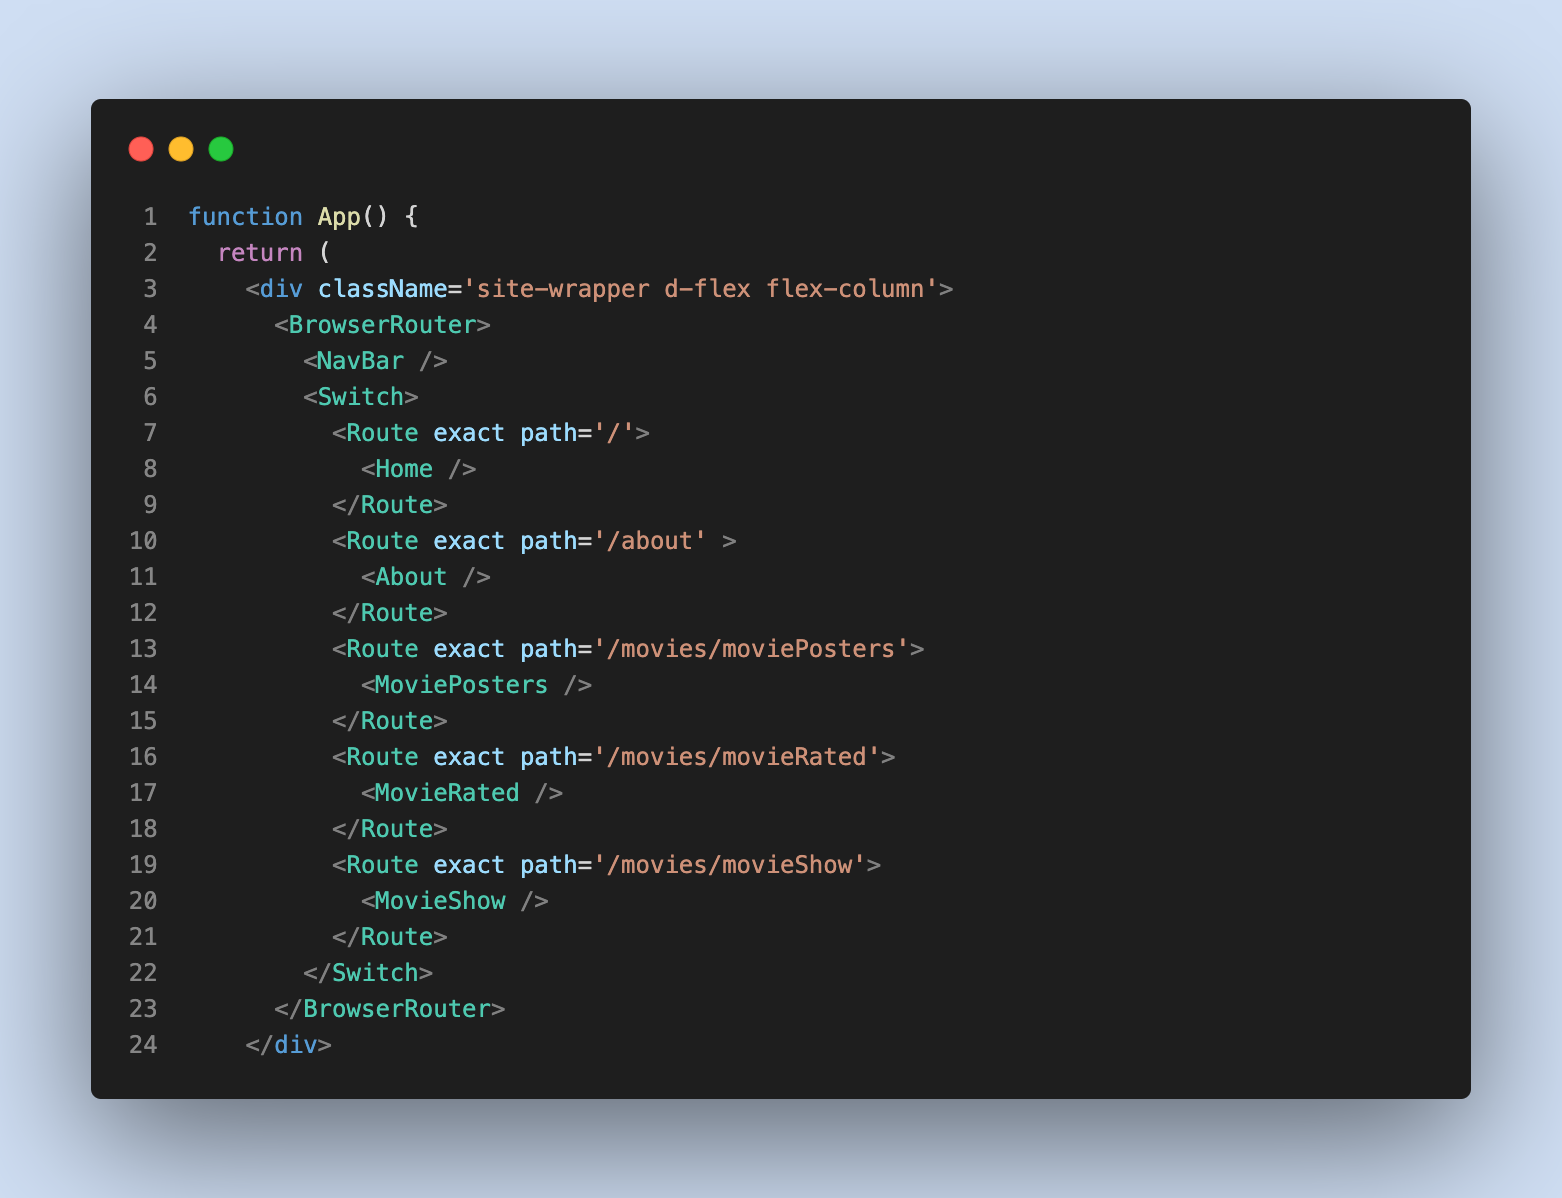 1 function App() {
2   return (
3     <div className='site-wrapper d-flex flex-column'>
4       <BrowserRouter>
5         <NavBar />
6         <Switch>
7           <Route exact path='/'>
8             <Home />
9           </Route>
10           <Route exact path='/about' >
11             <About />
12           </Route>
13           <Route exact path='/movies/moviePosters'>
14             <MoviePosters />
15           </Route>
16           <Route exact path='/movies/movieRated'>
17             <MovieRated />
18           </Route>
19           <Route exact path='/movies/movieShow'>
20             <MovieShow />
21           </Route>
22         </Switch>
23       </BrowserRouter>
24     </div>